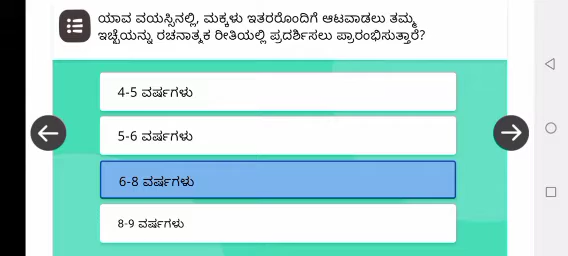 ಯಾವ ವಯಸ್ಸಿನಲ್ಲಿ, ಮಕ್ಕಳು ಇತರರೊಂದಿಗೆ ಆಟವಾಡಲು ತಮ್ಮ
ಇಚ್ಛೆಯನ್ನು ರಚನಾತ್ಮಕ ರೀತಿಯಲ್ಲಿ ಪ್ರದರ್ಶಿಸಲು ಪ್ರಾರಂಭಿಸುತ್ತಾರೆ?
4-5 ವರ್ಷಗಳು
5-6 ವರ್ಷಗಳು
6-8 ವರ್ಷಗಳು
8-9 ವರ್ಷಗಳು